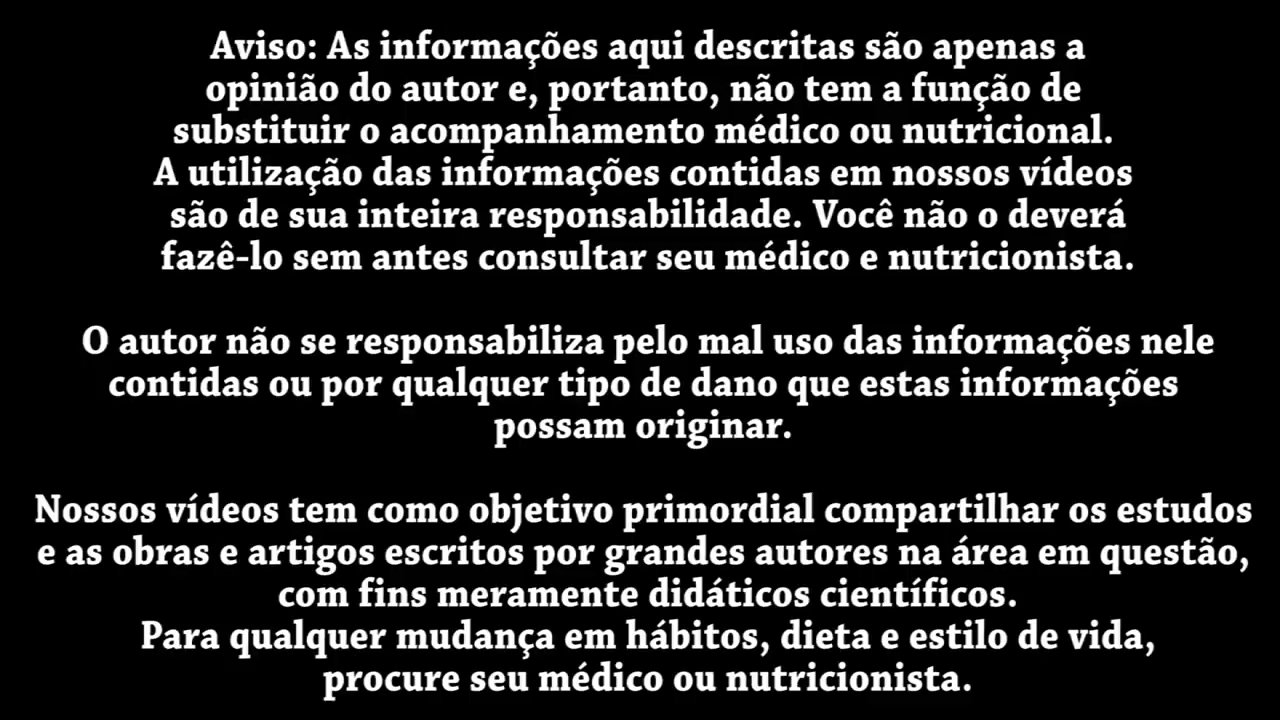 Aviso: As informações aqui descritas são apenas a
opinião do autor e, portanto, não tem a função de
substituir o acompanhamento médico ou nutricional.
A utilização das informações contidas em nossos vídeos
são de sua inteira responsabilidade. Você não o deverá
fazê-lo sem antes consultar seu médico e nutricionista.
O autor não se responsabiliza pelo mal uso das informações nele
contidas ou por qualquer tipo de dano que estas informações
possam originar.
Nossos vídeos tem como objetivo primordial compartilhar os estudos
e as obras e artigos escritos por grandes autores na área em questão,
com fins meramente didáticos científicos.
Para qualquer mudança em hábitos, dieta e estilo de vida,
procure seu médico ou nutricionista.